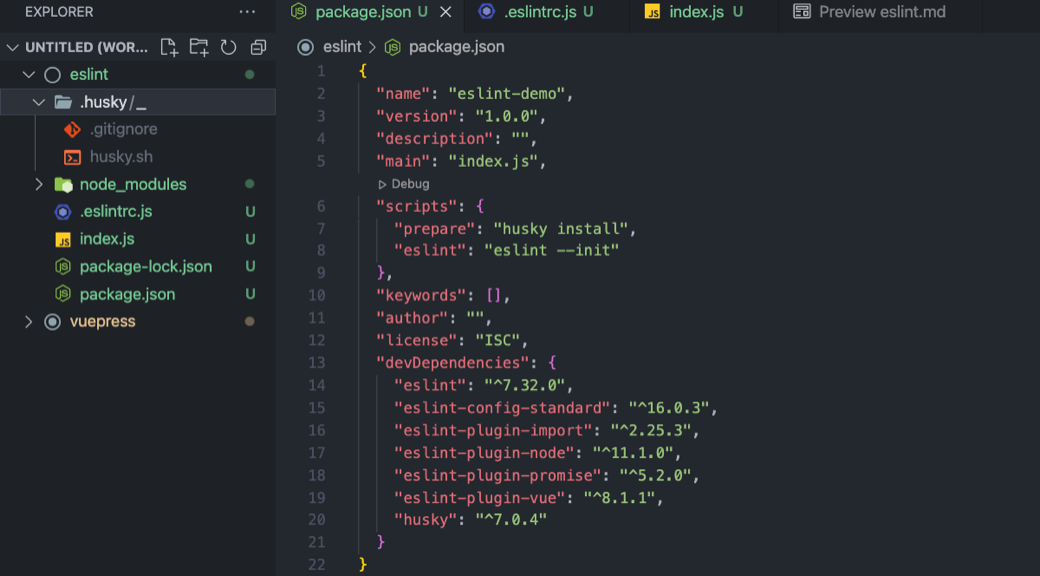 EXPLORER
UNTITLED (WOR...
eslint
.husky/_
.gitignore
husky.sh
node_modules
.eslintrc.js U
index.js U
package-lock.json U
package.json U
vuepress
package.json U
.eslintrc.js U
index.js U
Preview eslint.md
eslint > package.json
1 {
2 "name": "eslint-demo",
3 "version": "1.0.0",
4 "description": "",
5 "main": "index.js",
Debug
6 "scripts": {
7 "prepare": "husky install",
8 "eslint": "eslint --init"
9 },
10 "keywords": [],
11 "author": "",
12 "license": "ISC",
13 "devDependencies": {
14 "eslint": "^7.32.0",
15 "eslint-config-standard": "^16.0.3",
16 "eslint-plugin-import": "^2.25.3",
17 "eslint-plugin-node": "^11.1.0",
18 "eslint-plugin-promise": "^5.2.0",
19 "eslint-plugin-vue": "^8.1.1",
20 "husky": "^7.0.4"
21 }
22 }